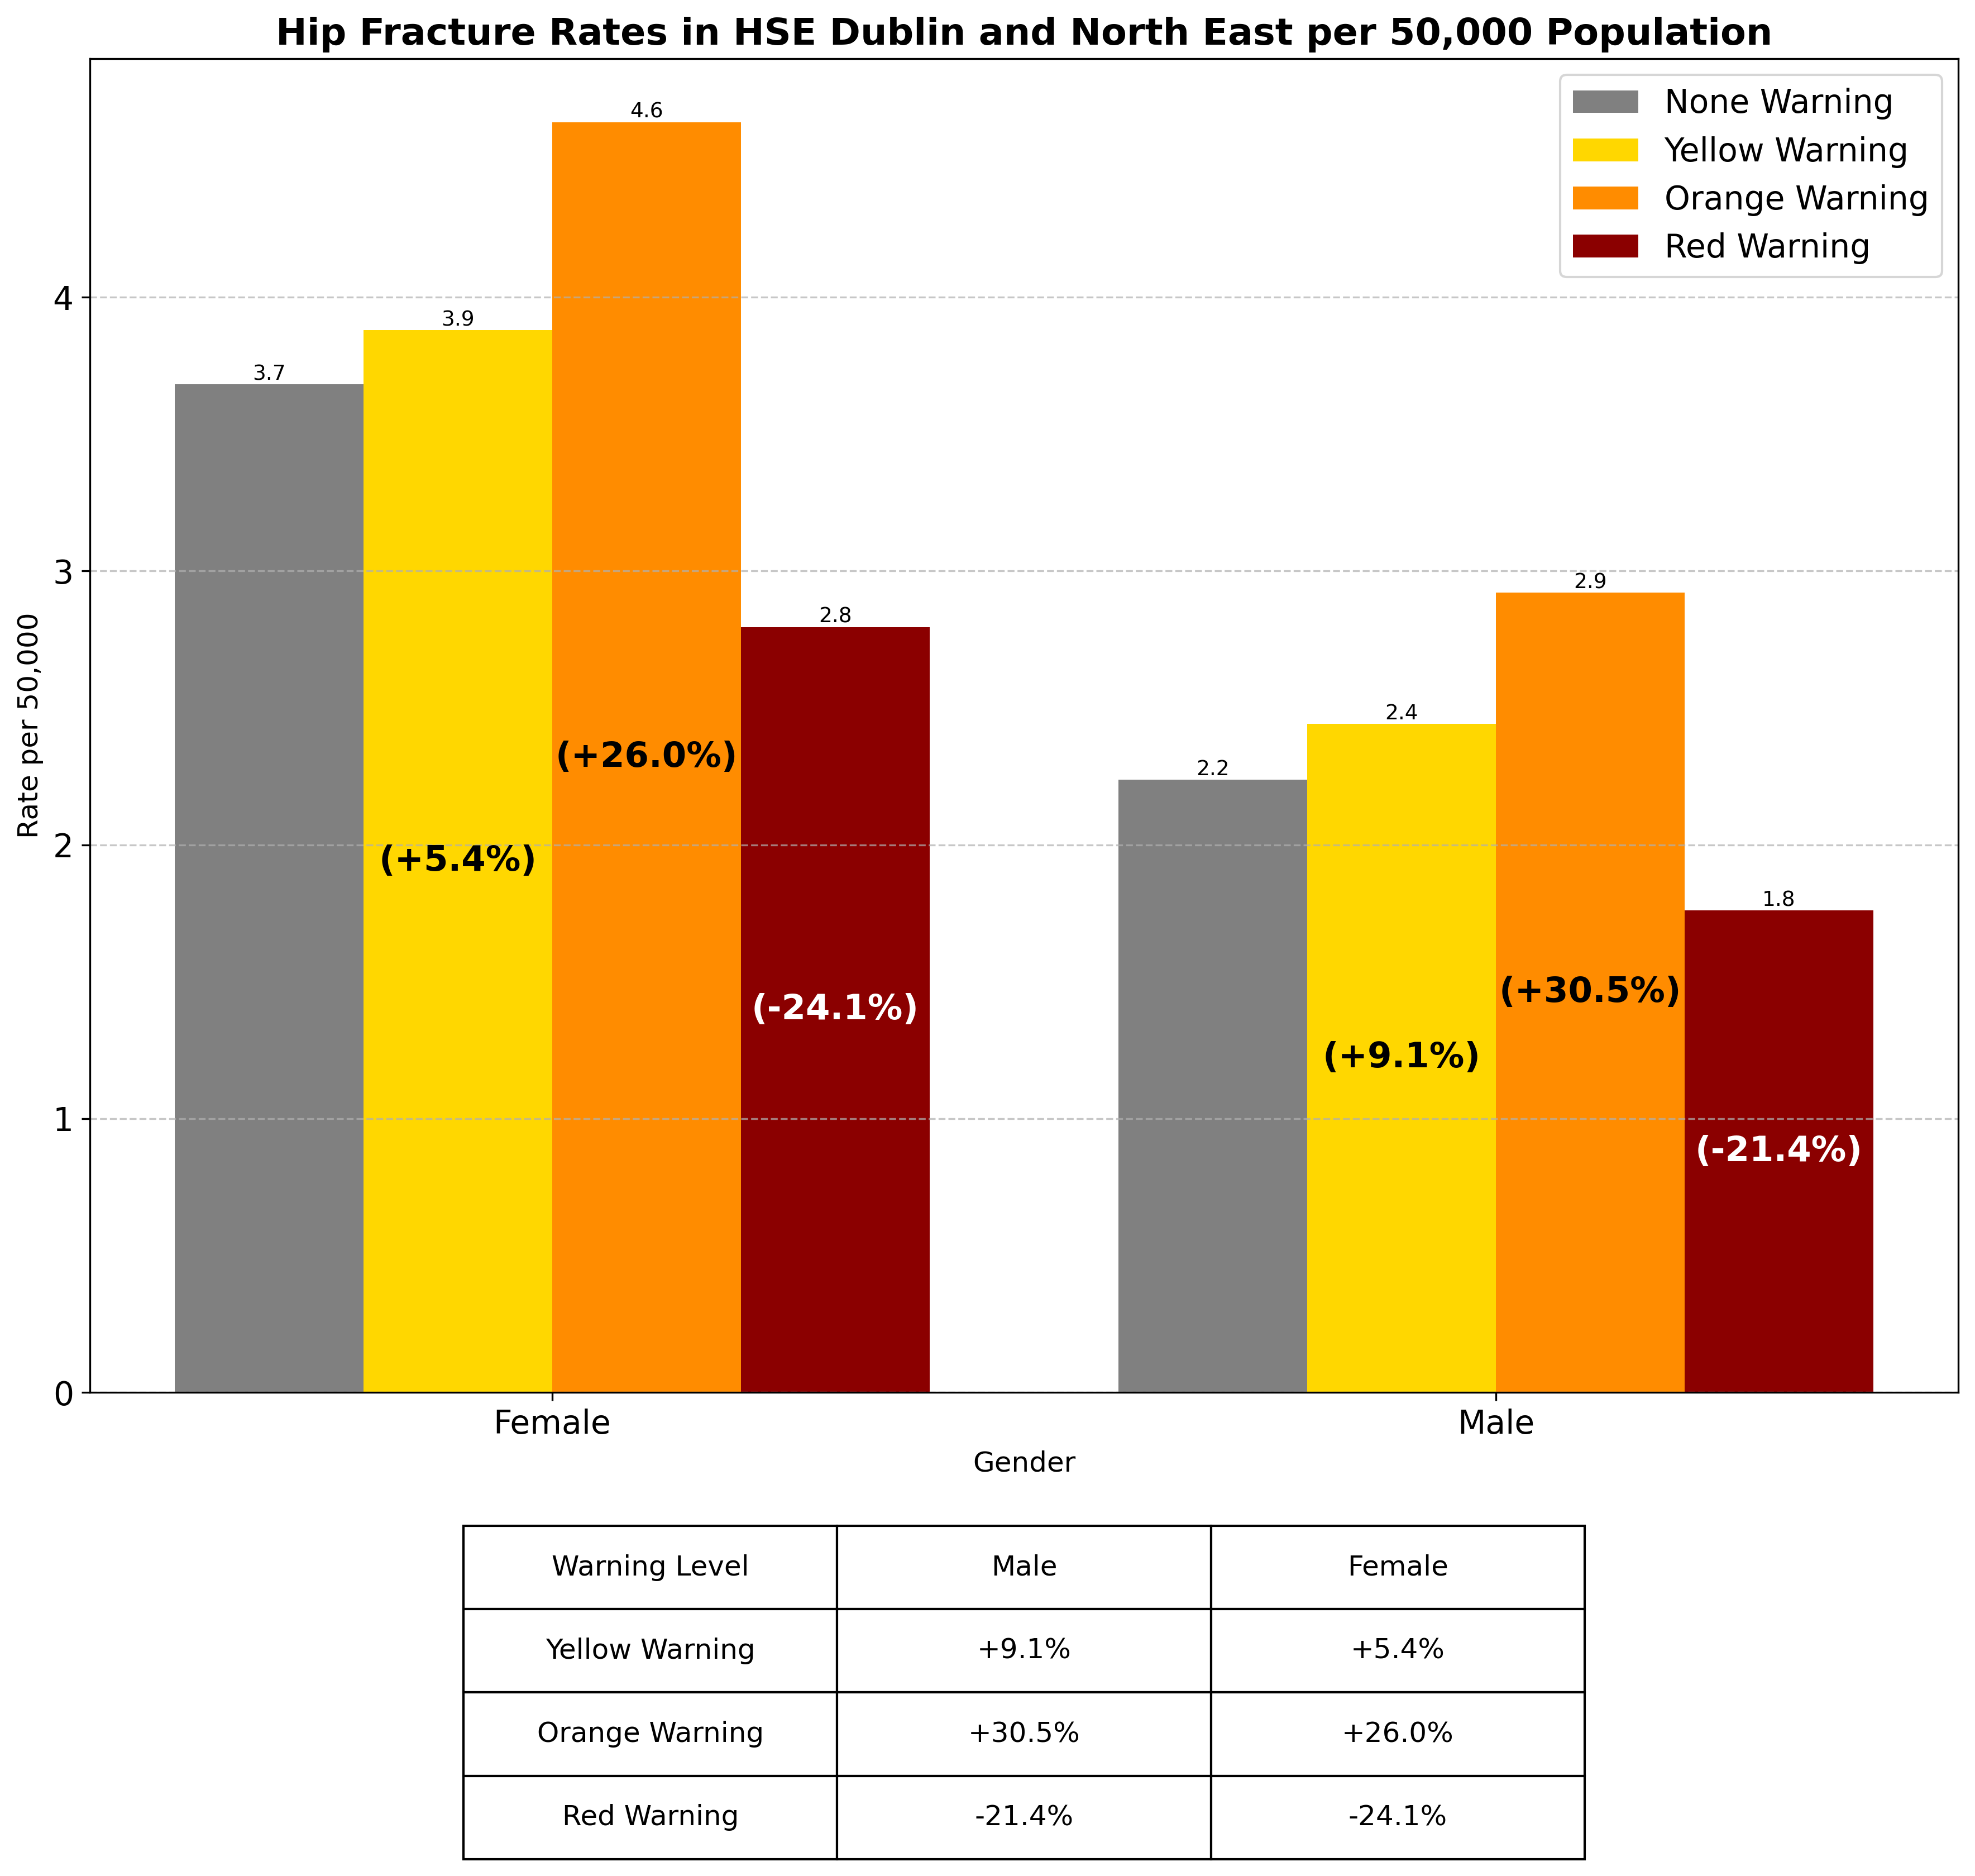 Hip Fracture Rates in HSE Dublin and North East per 50,000 Population
None Warning
Yellow Warning
Orange Warning
Red Warning
Rate per 50,000
4
3
2
1
0
3.7
3.9
4.6
2.8
2.2
2.4
2.9
1.8
(+5.4%)
(+26.0%)
(-24.1%)
(+9.1%)
(+30.5%)
(-21.4%)
Female
Male
Gender
Warning Level Male Female
Yellow Warning +9.1% +5.4%
Orange Warning +30.5% +26.0%
Red Warning -21.4% -24.1%